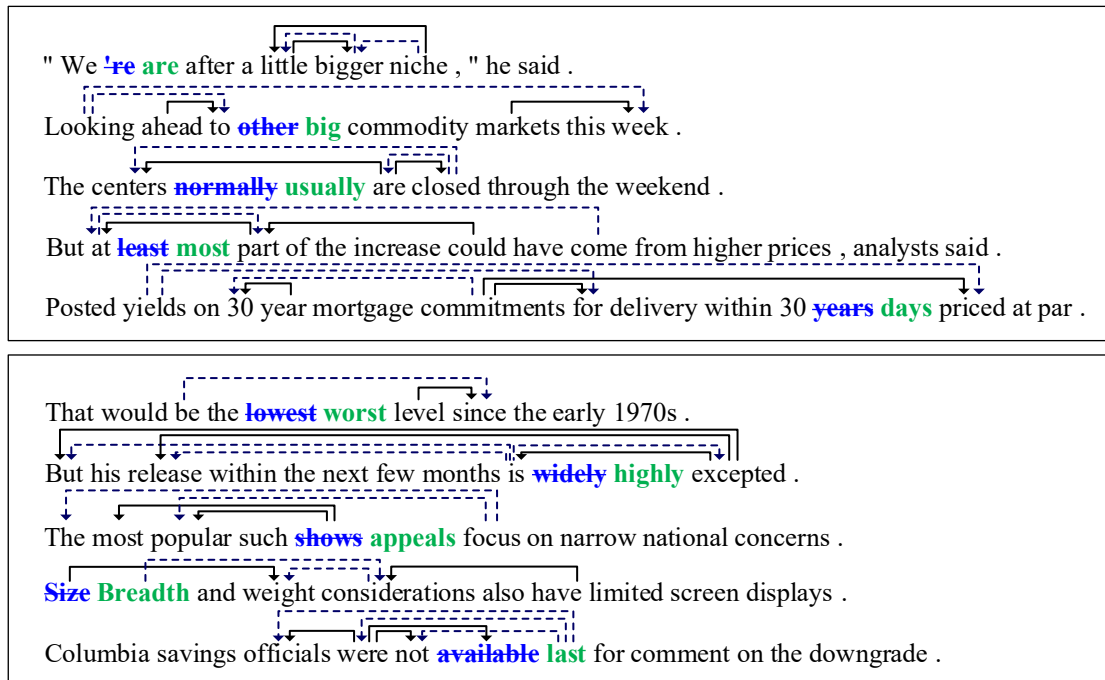 " We 're are after a little bigger niche , " he said .
Looking ahead to other big commodity markets this week .
The centers normally usually are closed through the weekend .
But at least most part of the increase could have come from higher prices , analysts said .
Posted yields on 30 year mortgage commitments for delivery within 30 years days priced at par .
That would be the lowest worst level since the early 1970s .
But his release within the next few months is widely highly excepted .
The most popular such shows appeals focus on narrow national concerns .
Size Breadth and weight considerations also have limited screen displays .
Columbia savings officials were not available last for comment on the downgrade .